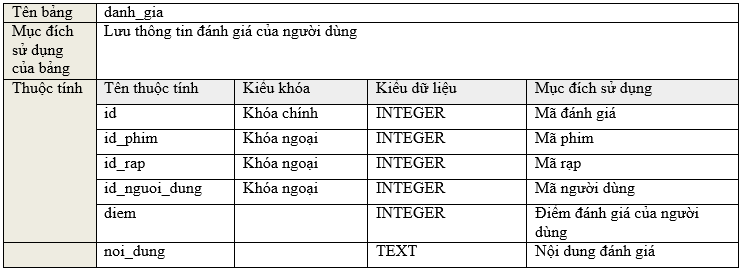 Tên bảng danh_gia
Mục đích sử dụng của bảng Lưu thông tin đánh giá của người dùng
Thuộc tính Tên thuộc tính Kiểu khóa Kiểu dữ liệu Mục đích sử dụng
id Khóa chính INTEGER Mã đánh giá
id_phim Khóa ngoại INTEGER Mã phim
id_rap Khóa ngoại INTEGER Mã rạp
id_nguoi_dung Khóa ngoại INTEGER Mã người dùng
diem INTEGER Điêm đánh giá của người dùng
noi_dung TEXT Nội dung đánh giá